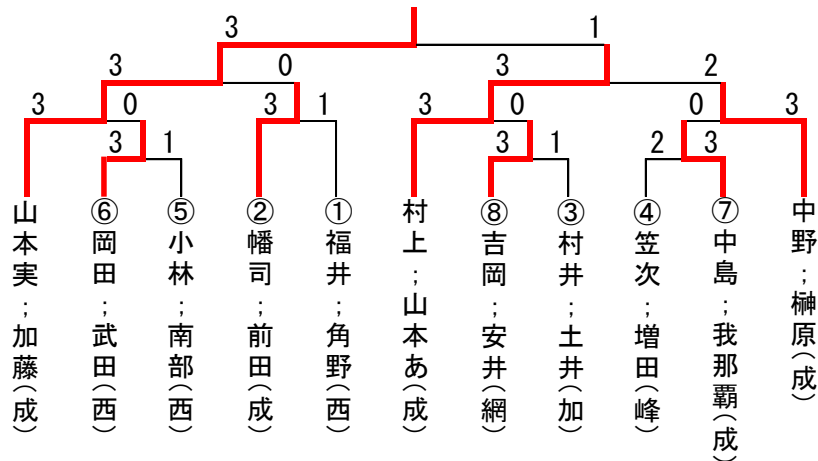 3 1
3 0 3 2
3 0 3 1 3 0 0 3
3 1 3 1 2 3
山本実;加藤(成)
⑥岡田;武田(西)
⑤小林;南部(西)
②幡司;前田(成)
①福井;角野(西)
村上;山本あ(成)
⑧吉岡;安井(網)
③村井;土井(加)
④笠次;増田(峰)
⑦中島;我那覇(成)
中野;榊原(成)